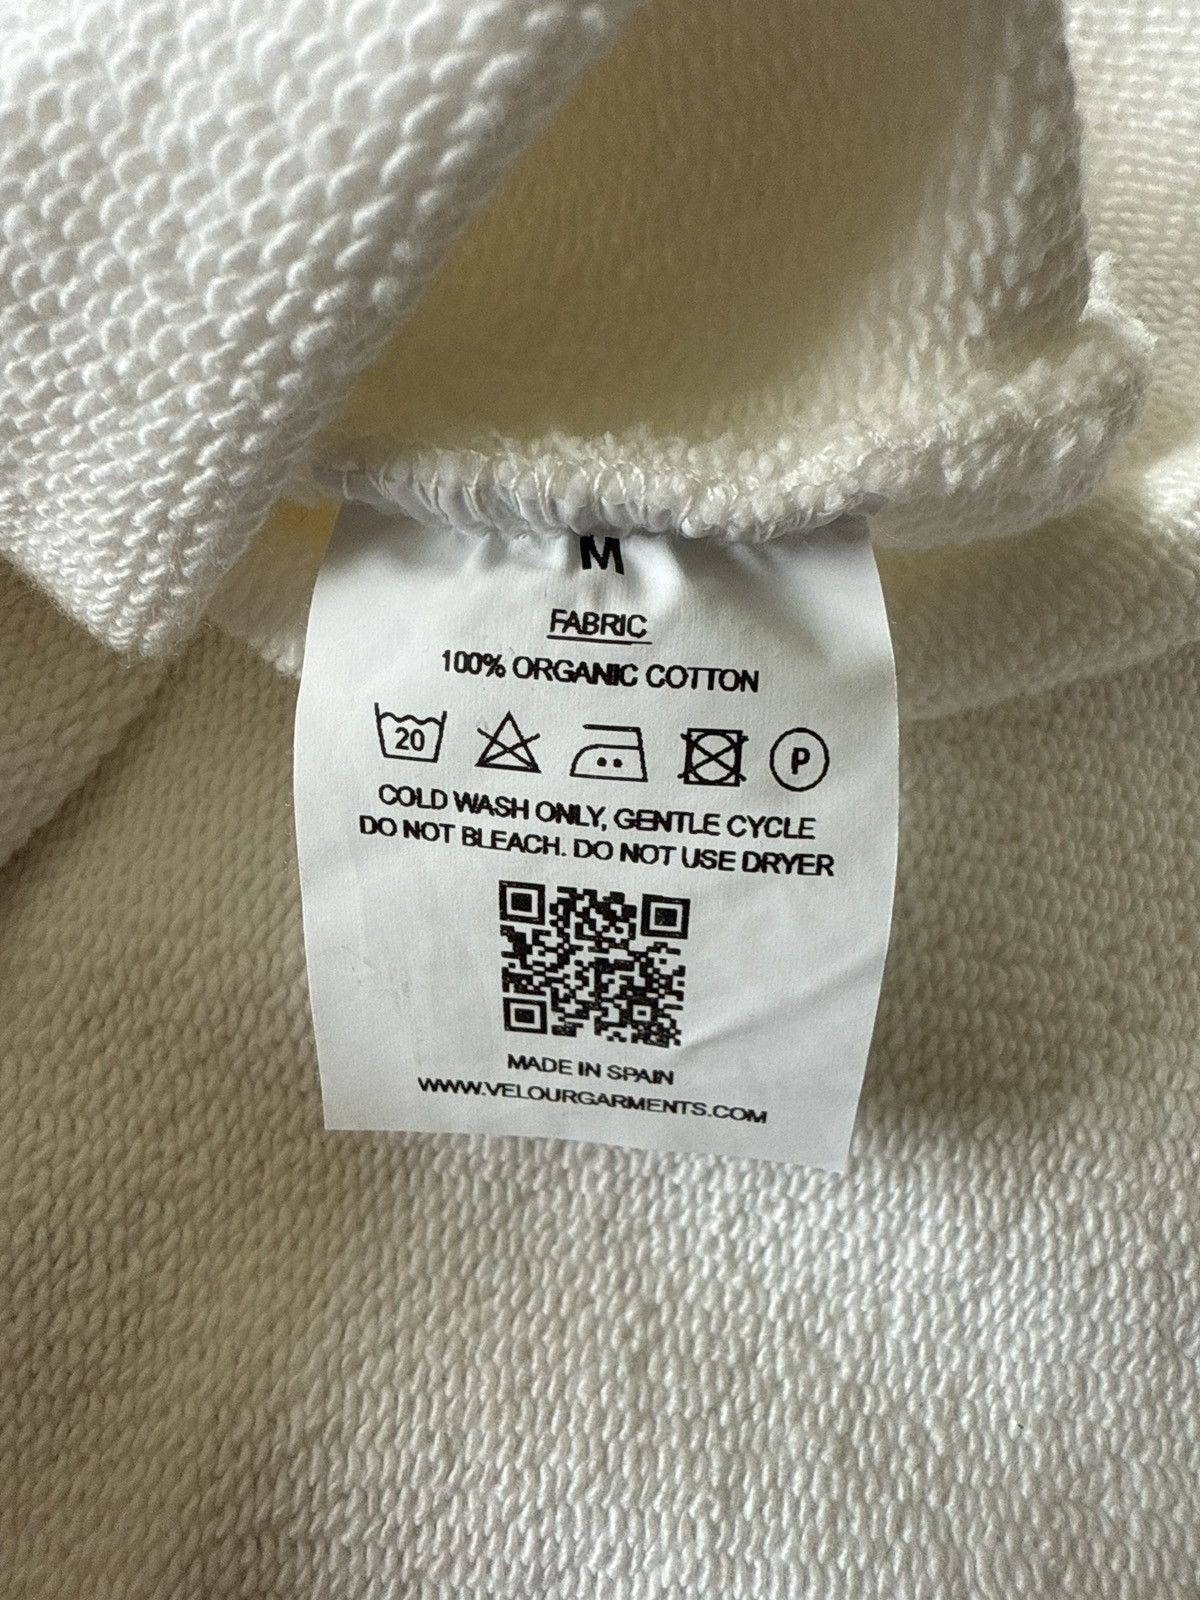 M
FABRIC
100% ORGANIC COTTON
20 P
COLD WASH ONLY, GENTLE CYCLE
DO NOT BLEACH. DO NOT USE DRYER
MADE IN SPAIN
WWW.VELOURGARMENTS.COM